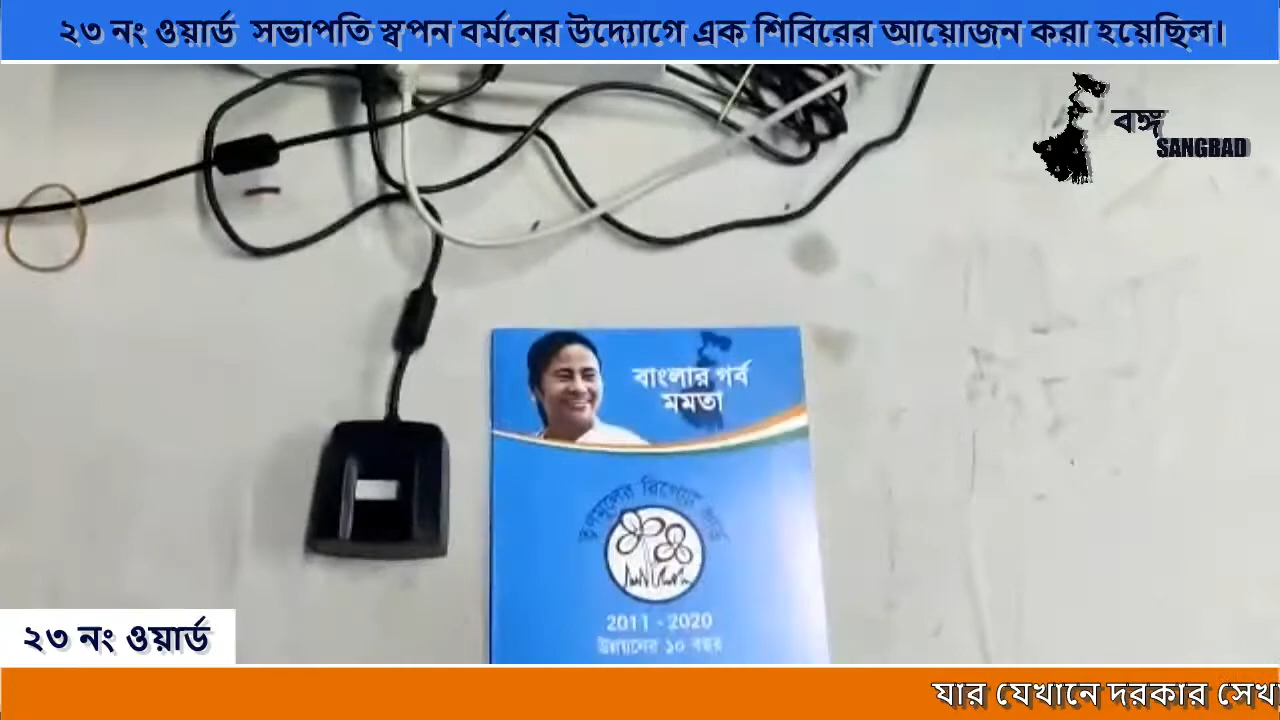 ২৩ নং ওয়ার্ড সভাপতি স্বপন বর্মনের উদ্যোগে এক শিবিরের আয়োজন করা হয়েছিল।
বঙ্গ
SANGBAD
বাংলার গর্ব
মমতা
তৃণমূলের রিপোর্ট কার্ড
2011 - 2020
উন্নয়নের ১০ বছর
২৩ নং ওয়ার্ড
যার যেখানে দরকার সেখ